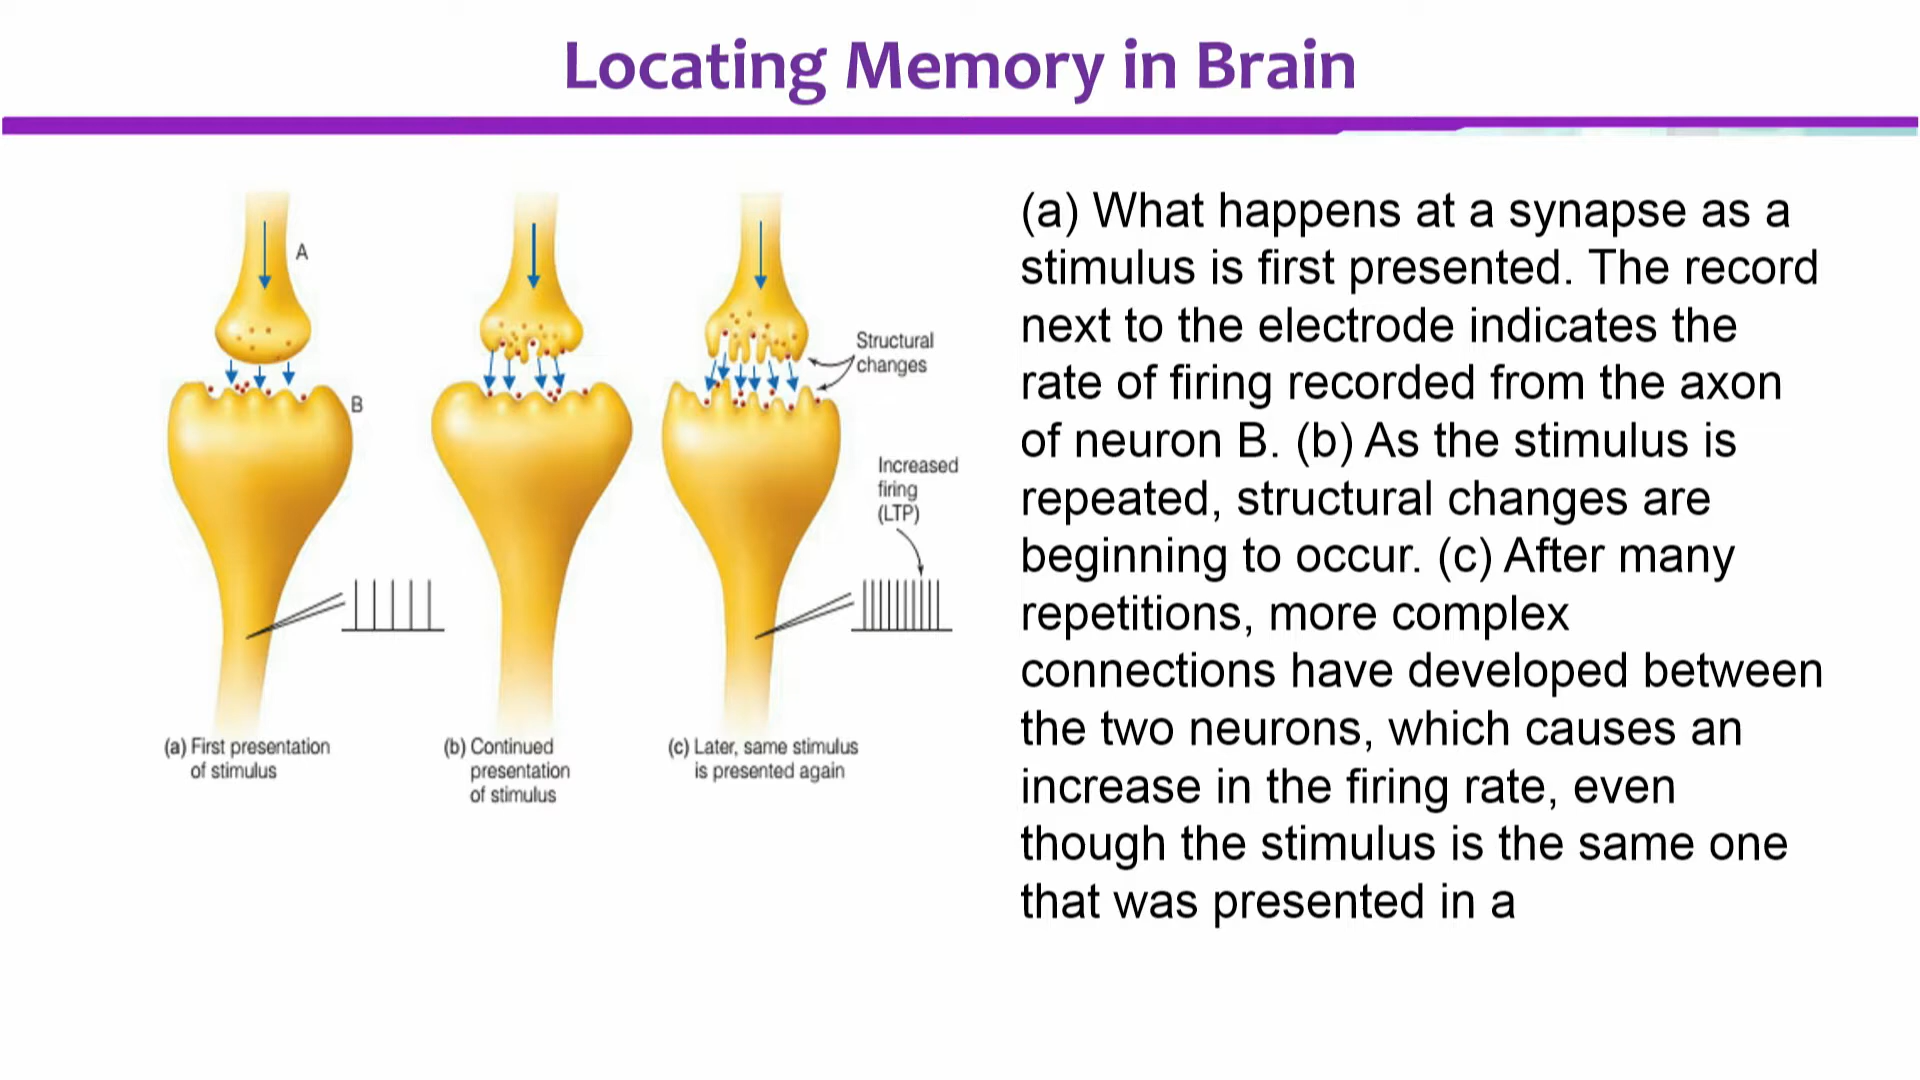 Locating Memory in Brain
A
B
Structural
changes
Increased
firing
(LTP)
(a) First presentation
of stimulus
(b) Continued
presentation
of stimulus
(c) Later, same stimulus
is presented again
(a) What happens at a synapse as a
stimulus is first presented. The record
next to the electrode indicates the
rate of firing recorded from the axon
of neuron B. (b) As the stimulus is
repeated, structural changes are
beginning to occur. (c) After many
repetitions, more complex
connections have developed between
the two neurons, which causes an
increase in the firing rate, even
though the stimulus is the same one
that was presented in a